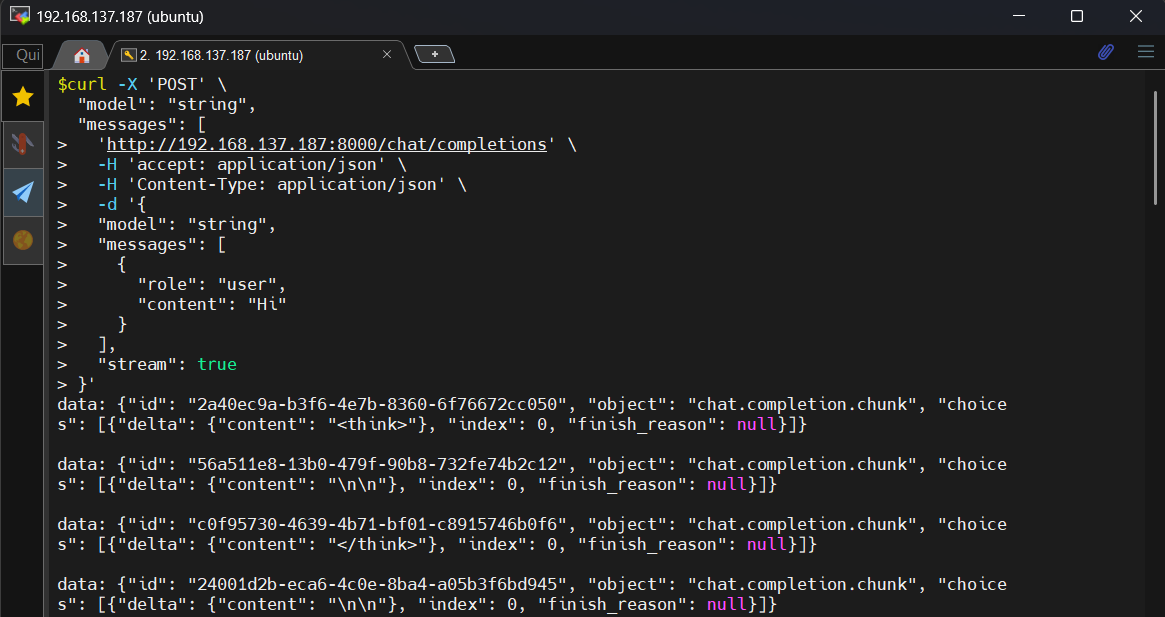 192.168.137.187 (ubuntu)
Qui
2. 192.168.137.187 (ubuntu)
$curl -X 'POST' \
  "model": "string",
  "messages": [
>   'http://192.168.137.187:8000/chat/completions' \
>   -H 'accept: application/json' \
>   -H 'Content-Type: application/json' \
>   -d '{
>   "model": "string",
>   "messages": [
>     {
>       "role": "user",
>       "content": "Hi"
>     }
>   ],
>   "stream": true
> }'
data: {"id": "2a40ec9a-b3f6-4e7b-8360-6f76672cc050", "object": "chat.completion.chunk", "choice
s": [{"delta": {"content": "<think>"}, "index": 0, "finish_reason": null}]}
data: {"id": "56a511e8-13b0-479f-90b8-732fe74b2c12", "object": "chat.completion.chunk", "choice
s": [{"delta": {"content": "\n\n"}, "index": 0, "finish_reason": null}]}
data: {"id": "c0f95730-4639-4b71-bf01-c8915746b0f6", "object": "chat.completion.chunk", "choice
s": [{"delta": {"content": "</think>"}, "index": 0, "finish_reason": null}]}
data: {"id": "24001d2b-eca6-4c0e-8ba4-a05b3f6bd945", "object": "chat.completion.chunk", "choice
s": [{"delta": {"content": "\n\n"}, "index": 0, "finish_reason": null}]}